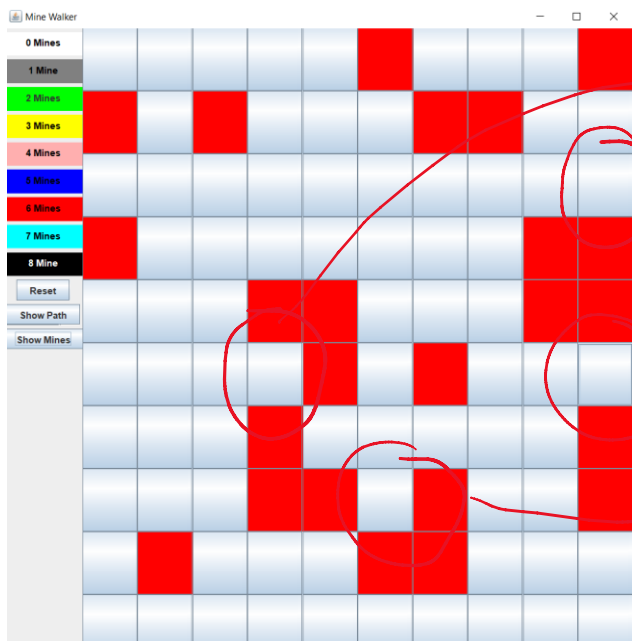 Mine Walker
0 Mines
1 Mine
2 Mines
3 Mines
4 Mines
5 Mines
6 Mines
7 Mines
8 Mine
Reset
Show Path
Show Mines